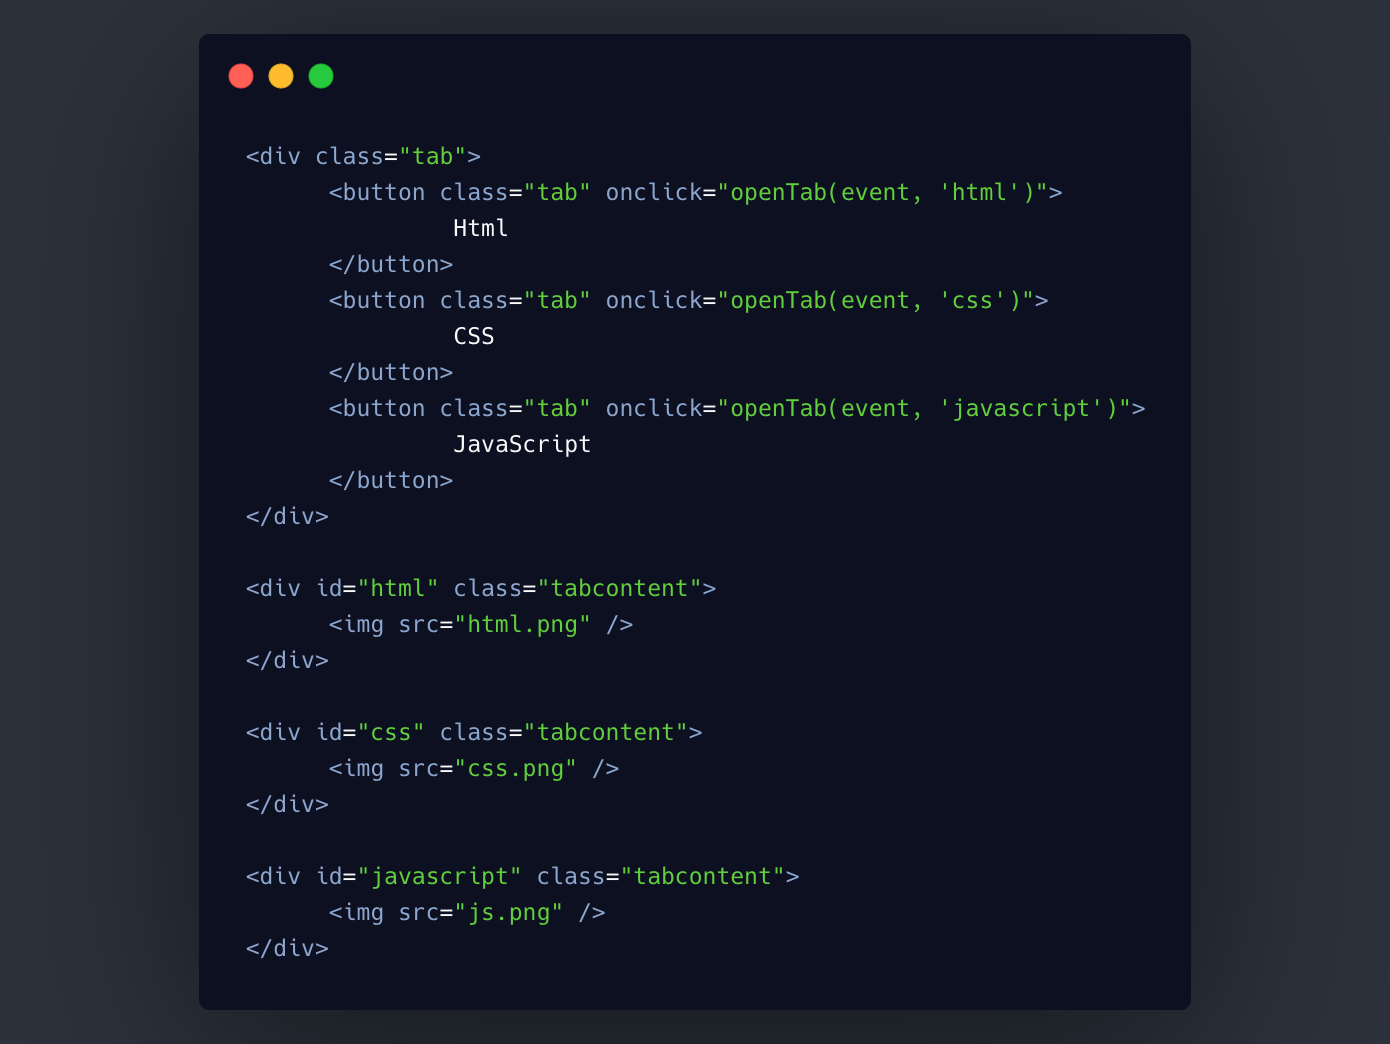 <div class="tab">
<button class="tab" onclick="openTab(event, 'html')">
Html
</button>
<button class="tab" onclick="openTab(event, 'css')">
CSS
</button>
<button class="tab" onclick="openTab(event, 'javascript')">
JavaScript
</button>
</div>
<div id="html" class="tabcontent">
<img src="html.png" />
</div>
<div id="css" class="tabcontent">
<img src="css.png" />
</div>
<div id="javascript" class="tabcontent">
<img src="js.png" />
</div>